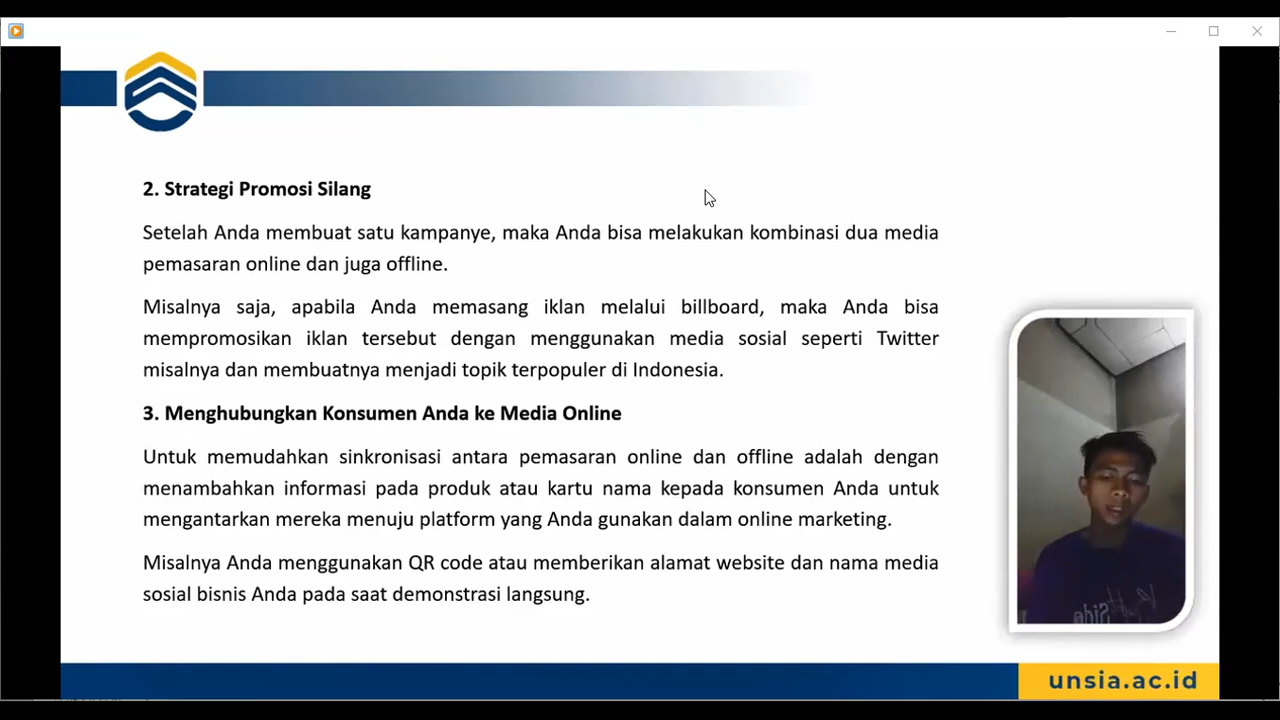 2. Strategi Promosi Silang
Setelah Anda membuat satu kampanye, maka Anda bisa melakukan kombinasi dua media
pemasaran online dan juga offline.
Misalnya saja, apabila Anda memasang iklan melalui billboard, maka Anda bisa
mempromosikan iklan tersebut dengan menggunakan media sosial seperti Twitter
misalnya dan membuatnya menjadi topik terpopuler di Indonesia.
3. Menghubungkan Konsumen Anda ke Media Online
Untuk memudahkan sinkronisasi antara pemasaran online dan offline adalah dengan
menambahkan informasi pada produk atau kartu nama kepada konsumen Anda untuk
mengantarkan mereka menuju platform yang Anda gunakan dalam online marketing.
Misalnya Anda menggunakan QR code atau memberikan alamat website dan nama media
sosial bisnis Anda pada saat demonstrasi langsung.
unsia.ac.id